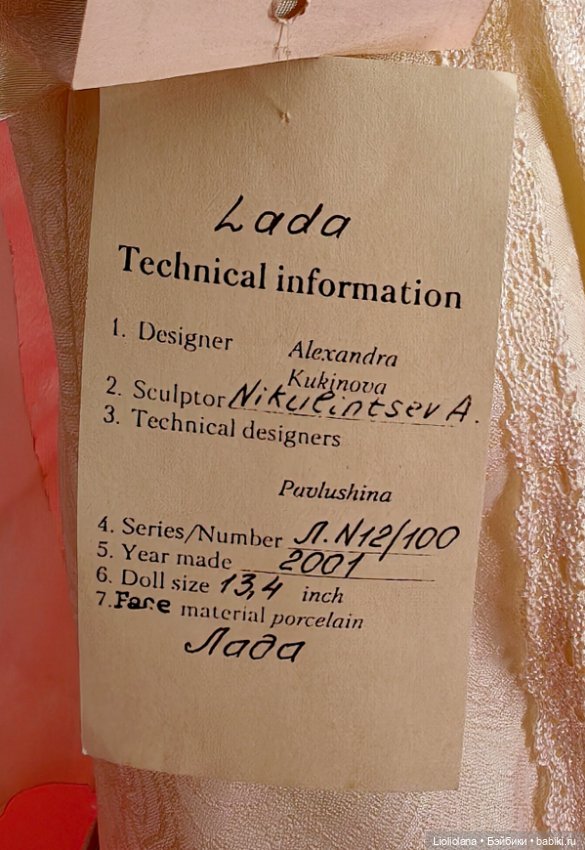 Lada
Technical information
1. Designer Alexandra
Kukinova
2. Sculptor Nikulintsev A.
3. Technical designers
Pavlushina
4. Series/Number Л.N12/100
5. Year made 2001
6. Doll size 13,4 inch
7. Face material porcelain
Лада
Lioliolana • Бэйбики • babiki.ru